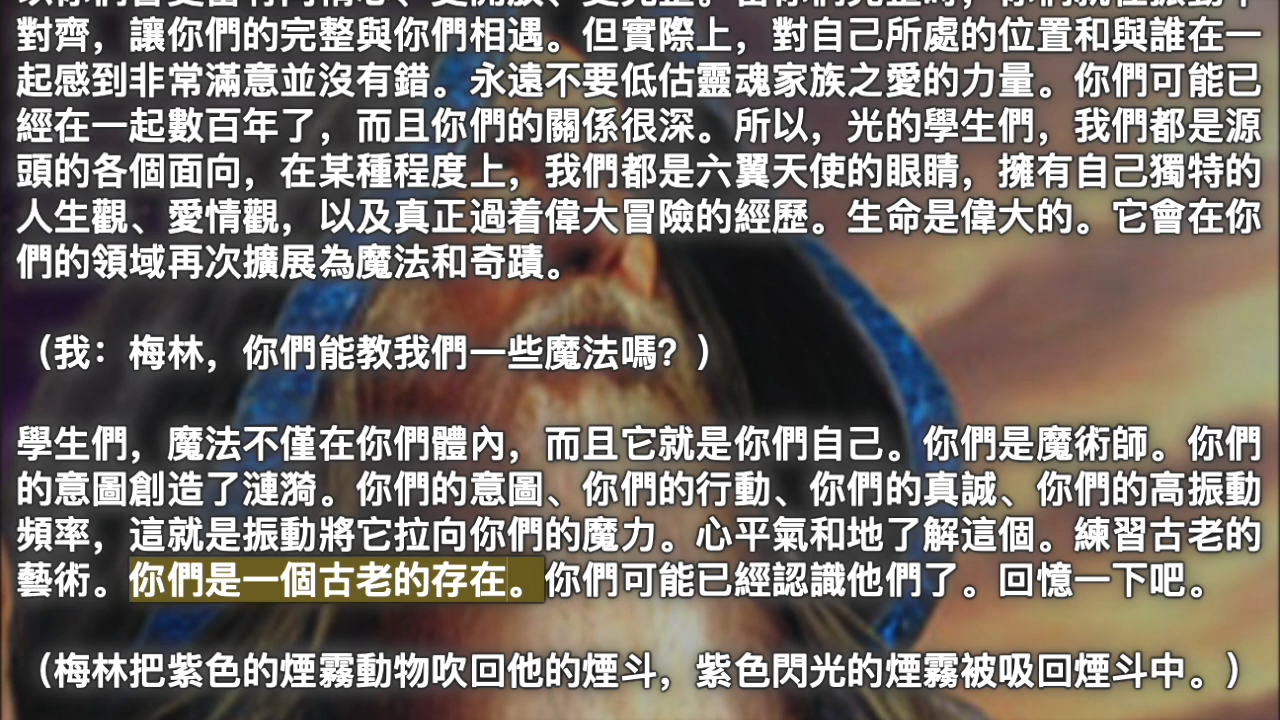 對齊，讓你們的完整與你們相遇。但實際上，對自己所處的位置和與誰在一
起感到非常滿意並沒有錯。永遠不要低估靈魂家族之愛的力量。你們可能已
經在一起數百年了，而且你們的關係很深。所以，光的學生們，我們都是源
頭的各個面向，在某種程度上，我們都是六翼天使的眼睛，擁有自己獨特的
人生觀、愛情觀，以及真正過着偉大冒險的經歷。生命是偉大的。它會在你
們的領域再次擴展為魔法和奇蹟。
（我：梅林，你們能教我們一些魔法嗎？）
學生們，魔法不僅在你們體內，而且它就是你們自己。你們是魔術師。你們
的意圖創造了漣漪。你們的意圖、你們的行動、你們的真誠、你們的高振動
頻率，這就是振動將它拉向你們的魔力。心平氣和地了解這個。練習古老的
藝術。你們是一個古老的存在。你們可能已經認識他們了。回憶一下吧。
（梅林把紫色的煙霧動物吹回他的煙斗，紫色閃光的煙霧被吸回煙斗中。）